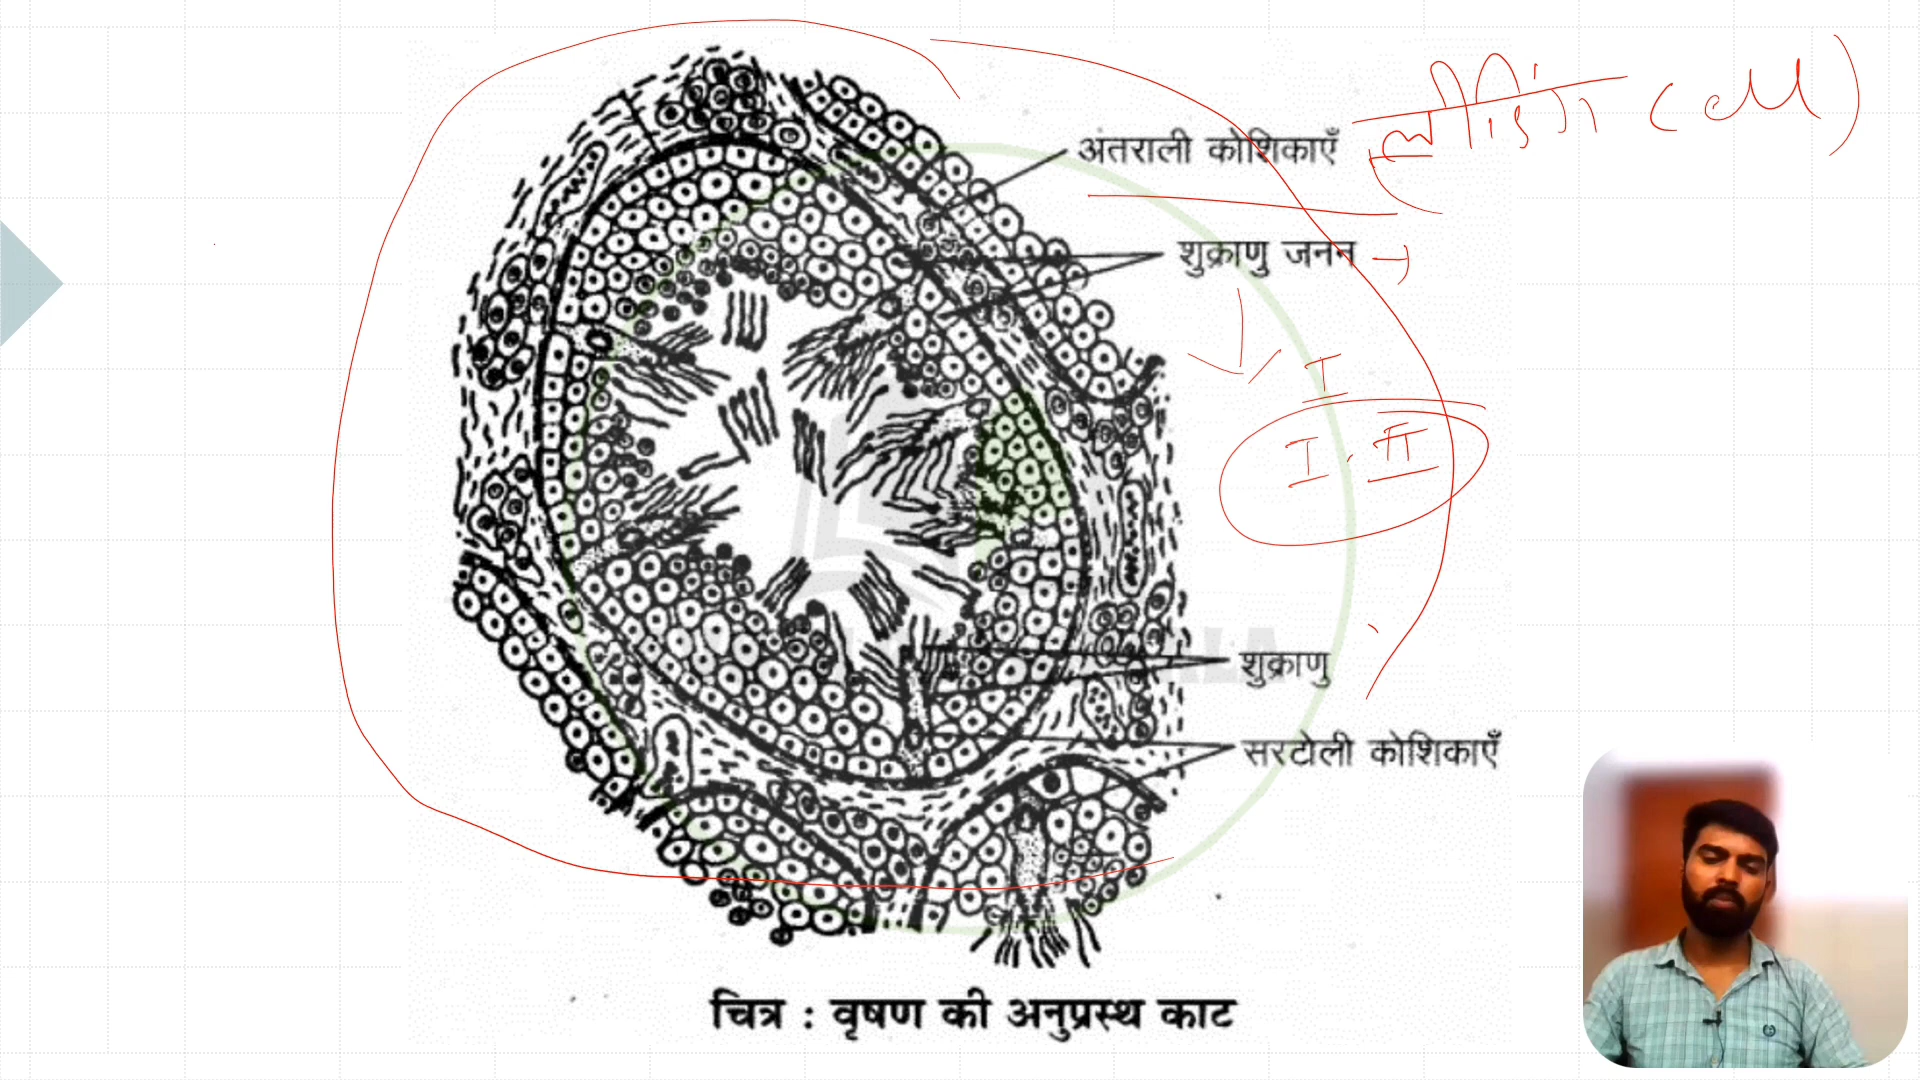 अंतराली कोशिकाएँ
लीडिग (cell)
शुक्राणु जनन
I
I, II
शुक्राणु
सरटोली कोशिकाएँ
चित्र : वृषण की अनुप्रस्थ काट